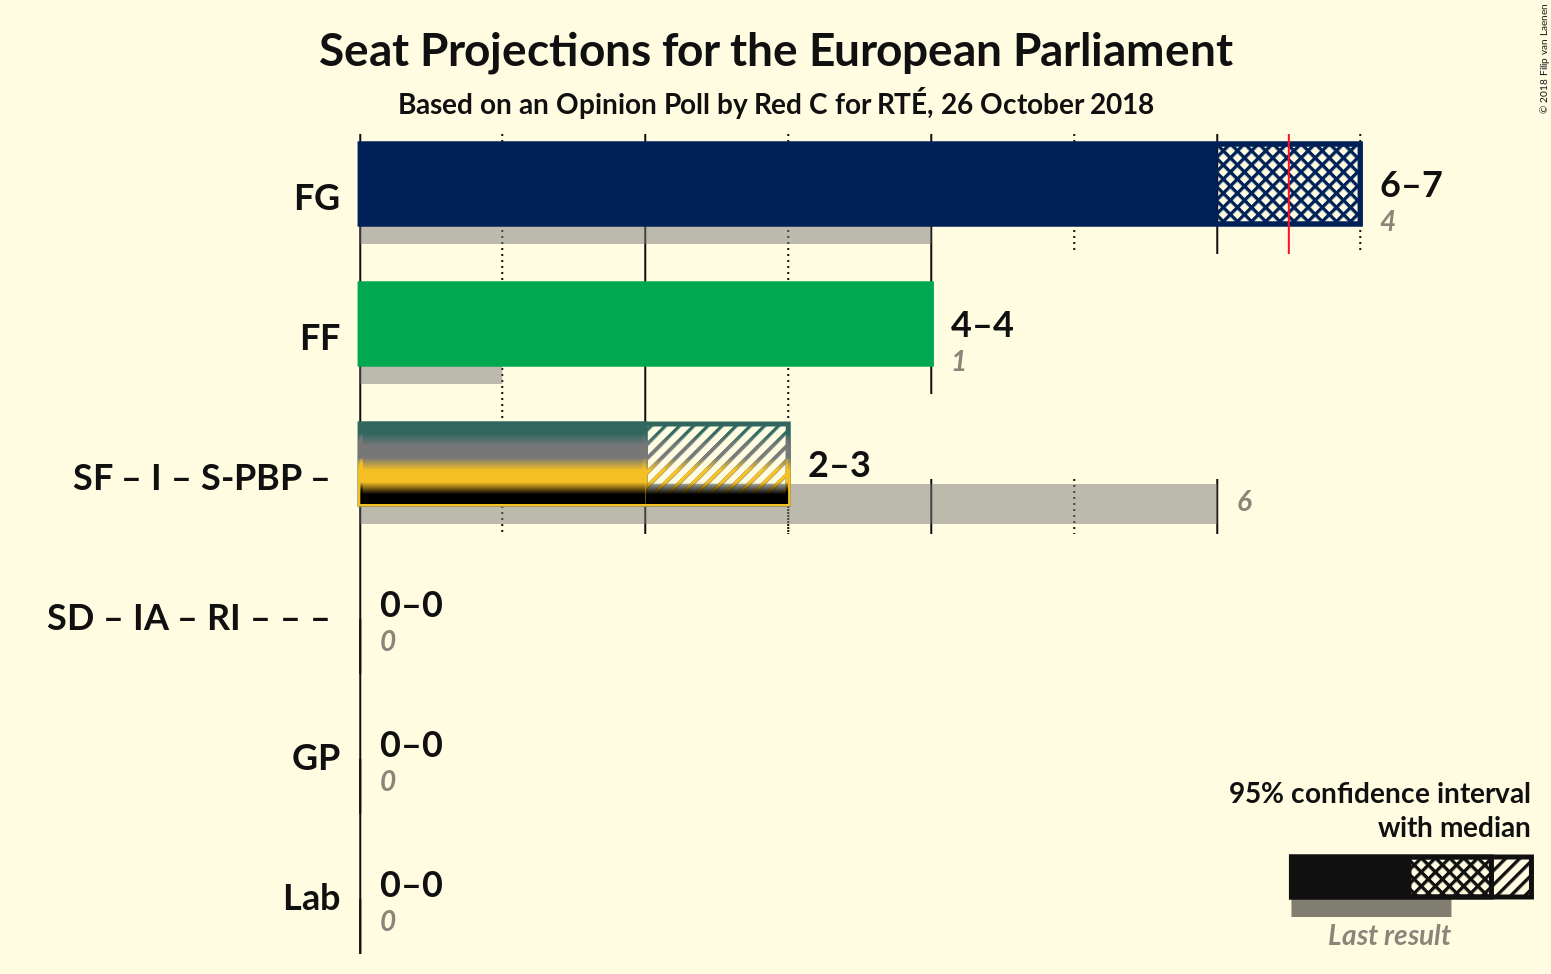 Seat Projections for the European Parliament
Based on an Opinion Poll by Red C for RTÉ, 26 October 2018
© 2018 Filip van Laenen
FG
6–7
4
FF
4–4
1
SF – I – S-PBP –
2–3
6
SD – IA – RI – – –
0–0
0
GP
0–0
0
Lab
0–0
0
95% confidence interval
with median
Last result